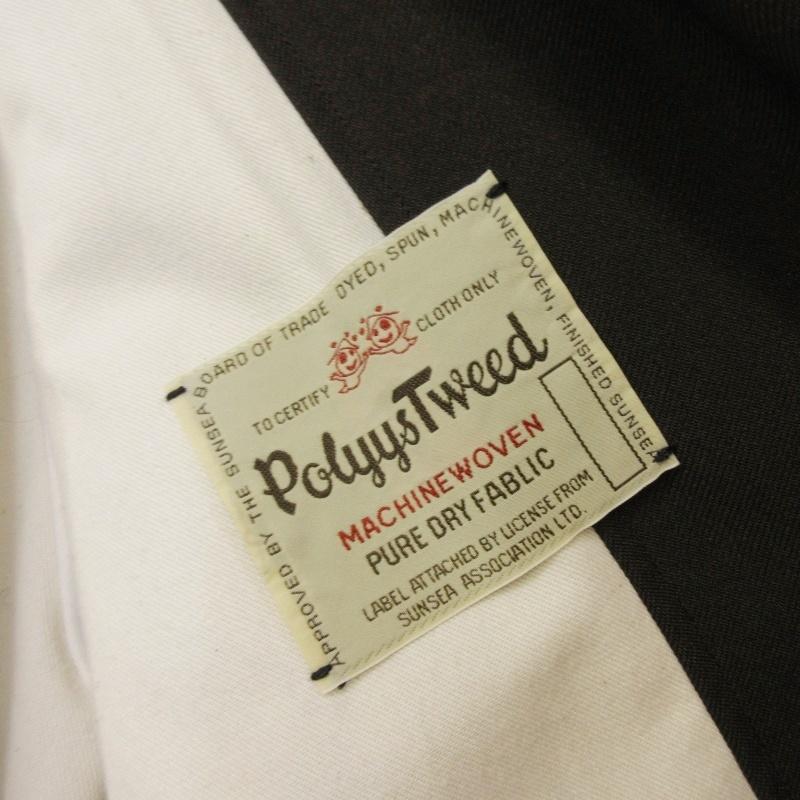 APPROVED BY THE SUNSEA BOARD OF TRADE DYED, SPUN, MACHINEWOVEN, FINISHED SUNSEA
TO CERTIFY CLOTH ONLY
PolyysTweed
MACHINEWOVEN
PURE DRY FABLIC
LABEL ATTACHED BY LICENSE FROM
SUNSEA ASSOCIATION LTD.